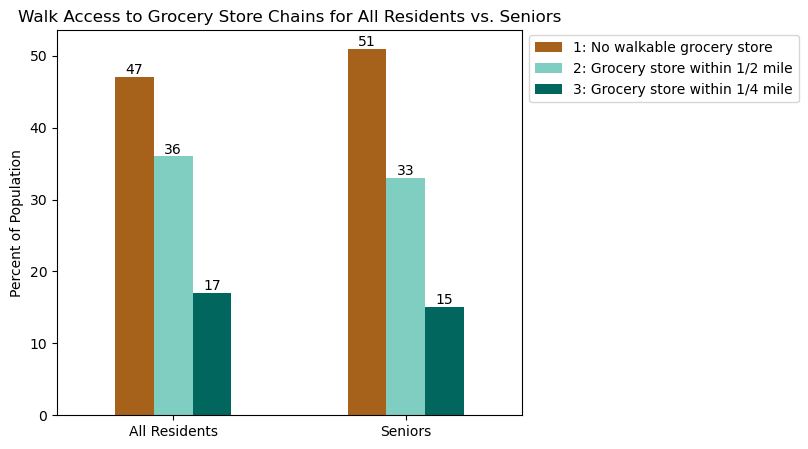 Walk Access to Grocery Store Chains for All Residents vs. Seniors
1: No walkable grocery store
2: Grocery store within 1/2 mile
3: Grocery store within 1/4 mile
Percent of Population
50
40
30
20
10
0
47
36
17
51
33
15
All Residents
Seniors